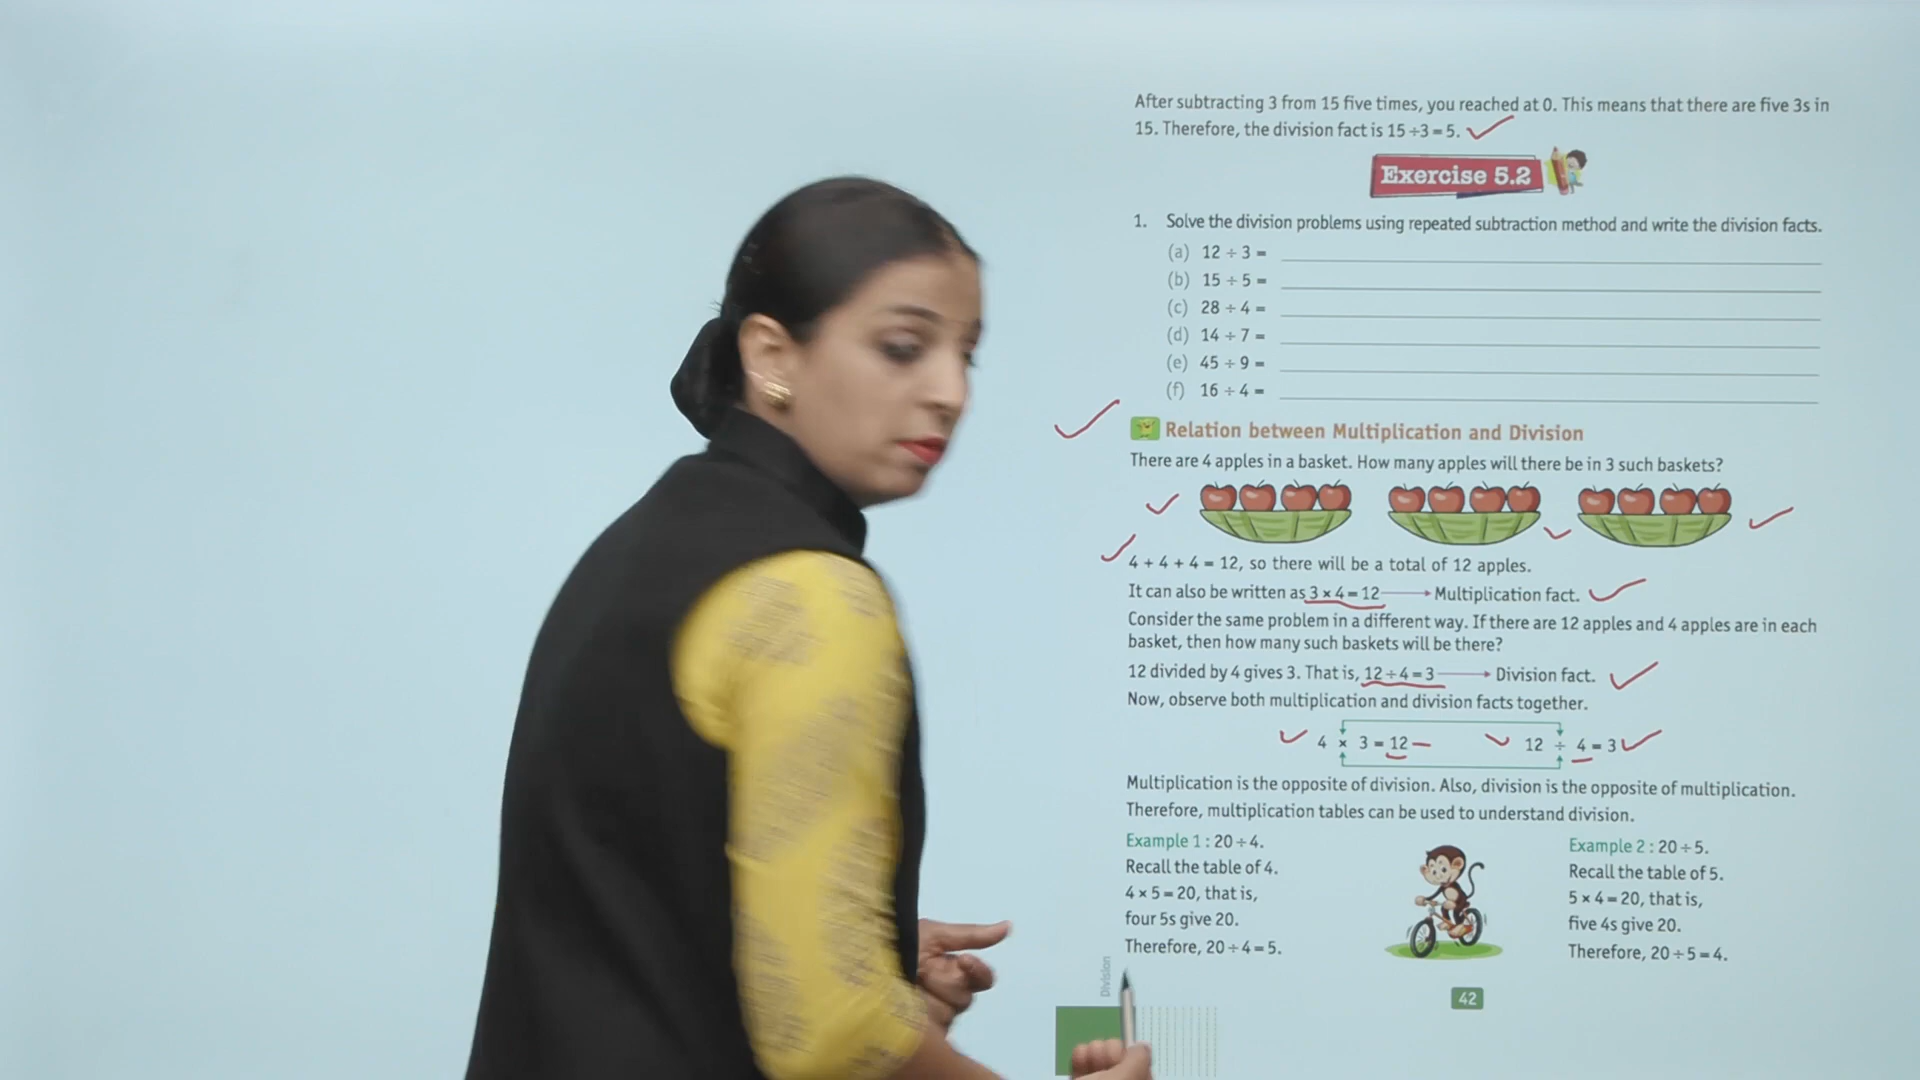 After subtracting 3 from 15 five times, you reached at 0. This means that there are five 3s in
15. Therefore, the division fact is 15 ÷3 = 5.
Exercise 5.2
1. Solve the division problems using repeated subtraction method and write the division facts.
(a) 12 ÷ 3 =
(b) 15 ÷ 5 =
(c) 28 ÷ 4 =
(d) 14 ÷ 7 =
(e) 45 ÷ 9 =
(f) 16 ÷ 4 =
Relation between Multiplication and Division
There are 4 apples in a basket. How many apples will there be in 3 such baskets?
4 + 4 + 4 = 12, so there will be a total of 12 apples.
It can also be written as 3 × 4 = 12 → Multiplication fact.
Consider the same problem in a different way. If there are 12 apples and 4 apples are in each
basket, then how many such baskets will be there?
12 divided by 4 gives 3. That is, 12 ÷ 4 = 3 → Division fact.
Now, observe both multiplication and division facts together.
4 × 3 = 12 12 ÷ 4 = 3
Multiplication is the opposite of division. Also, division is the opposite of multiplication.
Therefore, multiplication tables can be used to understand division.
Example 1 : 20 ÷ 4.
Recall the table of 4.
4 × 5 = 20, that is,
four 5s give 20.
Therefore, 20 ÷ 4 = 5.
Example 2 : 20 ÷ 5.
Recall the table of 5.
5 × 4 = 20, that is,
five 4s give 20.
Therefore, 20 ÷ 5 = 4.
Division
42